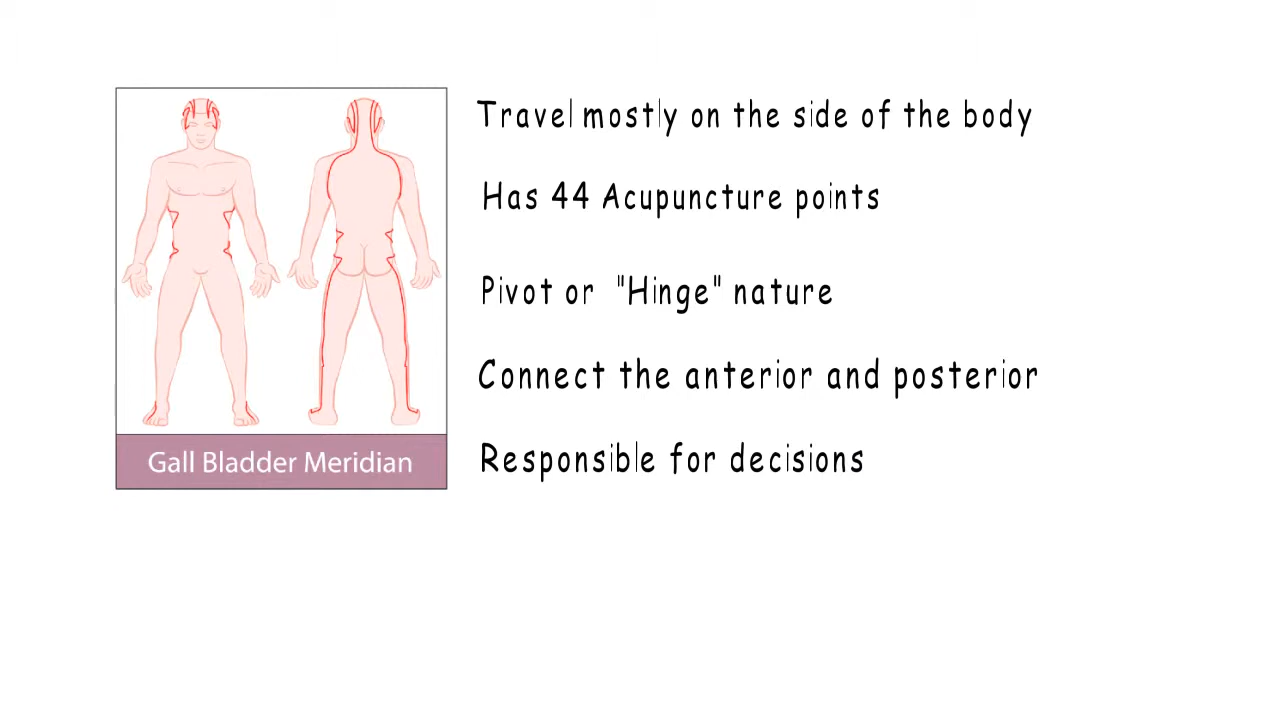 Travel mostly on the side of the body
Has 44 Acupuncture points
Pivot or "Hinge" nature
Connect the anterior and posterior
Responsible for decisions
Gall Bladder Meridian